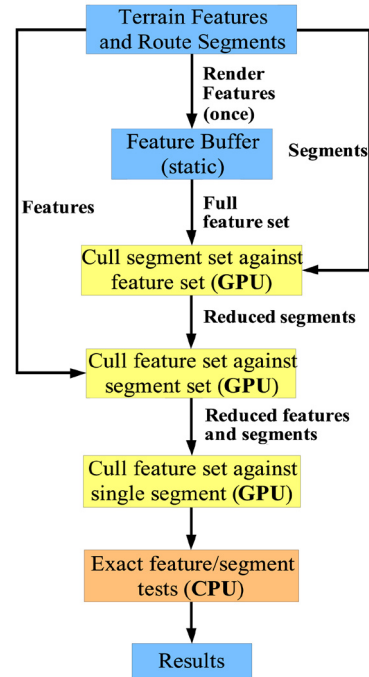 Terrain Features
and Route Segments
Render
Features
(once)
Segments
Feature Buffer
(static)
Features
Full
feature set
Cull segment set against
feature set (GPU)
Reduced segments
Cull feature set against
segment set (GPU)
Reduced features
and segments
Cull feature set against
single segment (GPU)
Exact feature/segment
tests (CPU)
Results